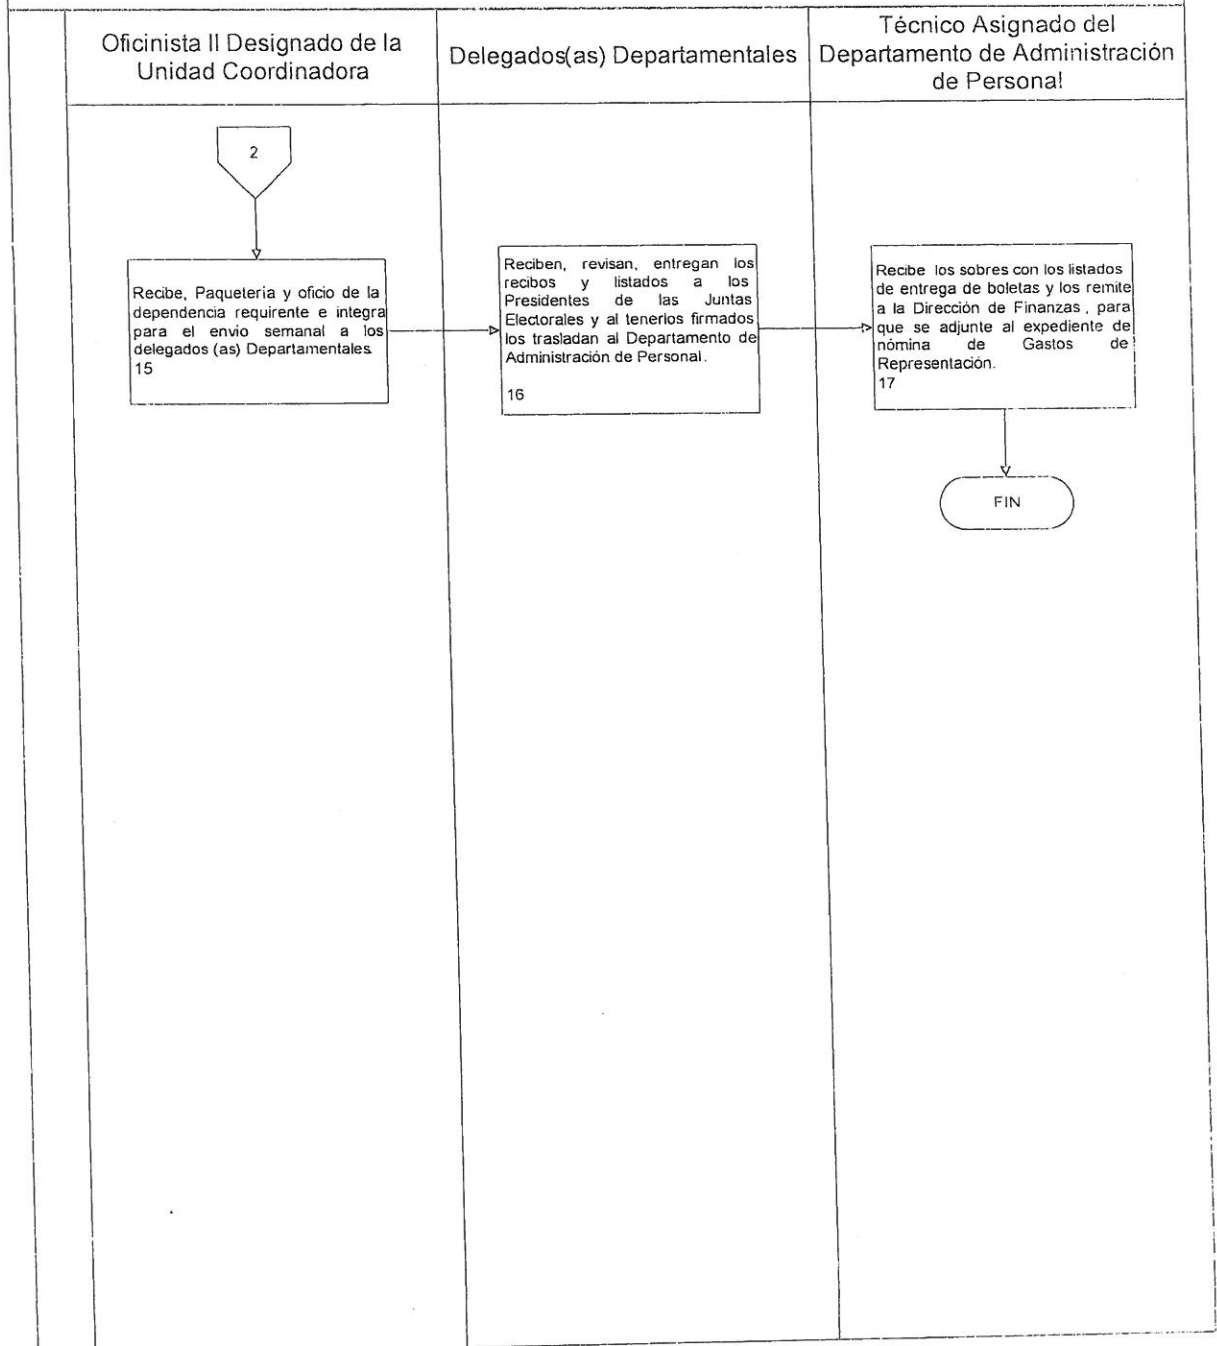 Oficinista II Designado de la
Unidad Coordinadora
Delegados(as) Departamentales
Técnico Asignado del
Departamento de Administración
de Personal
2
Recibe, Paqueteria y oficio de la
dependencia requirente e integra
para el envio semanal a los
delegados (as) Departamentales.
15
Reciben, revisan, entregan los
recibos y listados a los
Presidentes de las Juntas
Electorales y al tenerlos firmados
los trasladan al Departamento de
Administración de Personal.
16
Recibe los sobres con los listados
de entrega de boletas y los remite
a la Dirección de Finanzas, para
que se adjunte al expediente de
nómina de Gastos de
Representación.
17
FIN